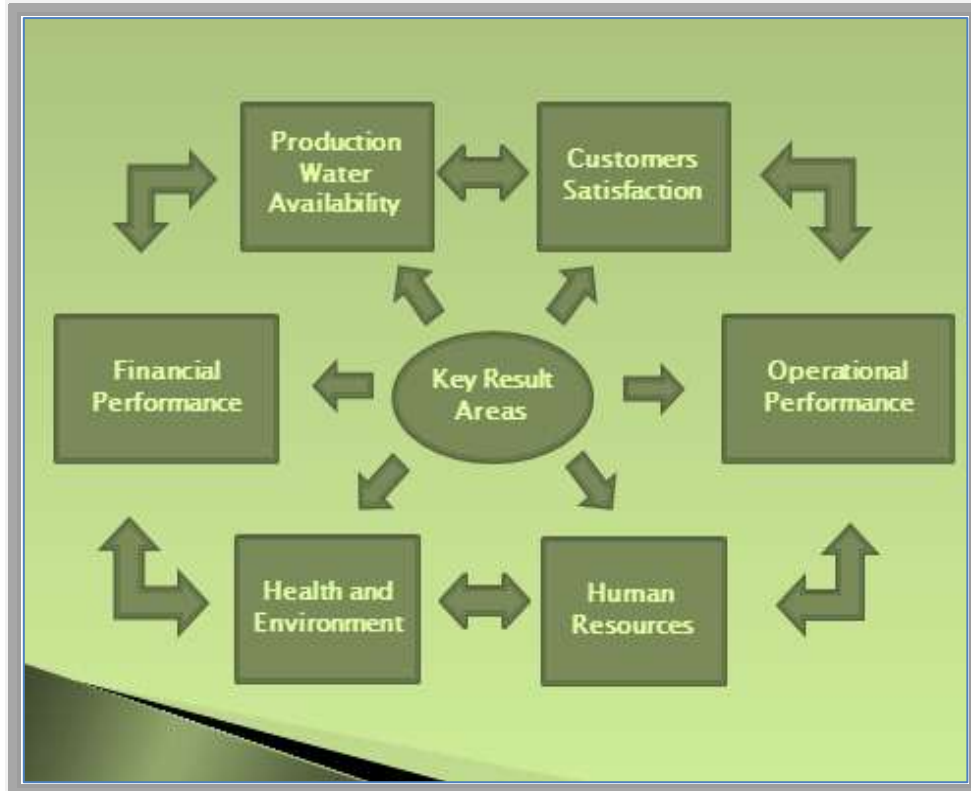 Production
Water
Availability
Customers
Satisfaction
Financial
Performance
Key Result
Areas
Operational
Performance
Health and
Environment
Human
Resources